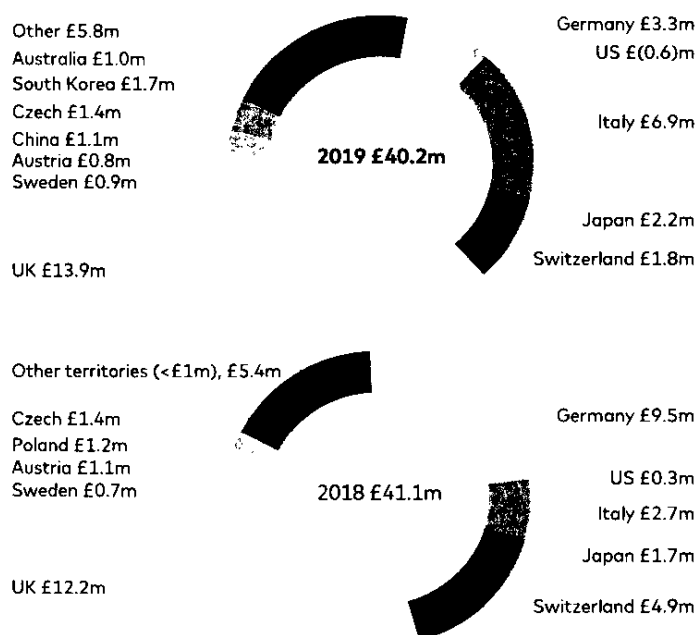 Other £5.8m
Australia £1.0m
South Korea £1.7m
Czech £1.4m
China £1.1m
Austria £0.8m
Sweden £0.9m
UK £13.9m
2019 £40.2m
Germany £3.3m
US £(0.6)m
Italy £6.9m
Japan £2.2m
Switzerland £1.8m
Other territories (<£1m), £5.4m
Czech £1.4m
Poland £1.2m
Austria £1.1m
Sweden £0.7m
UK £12.2m
2018 £41.1m
Germany £9.5m
US £0.3m
Italy £2.7m
Japan £1.7m
Switzerland £4.9m